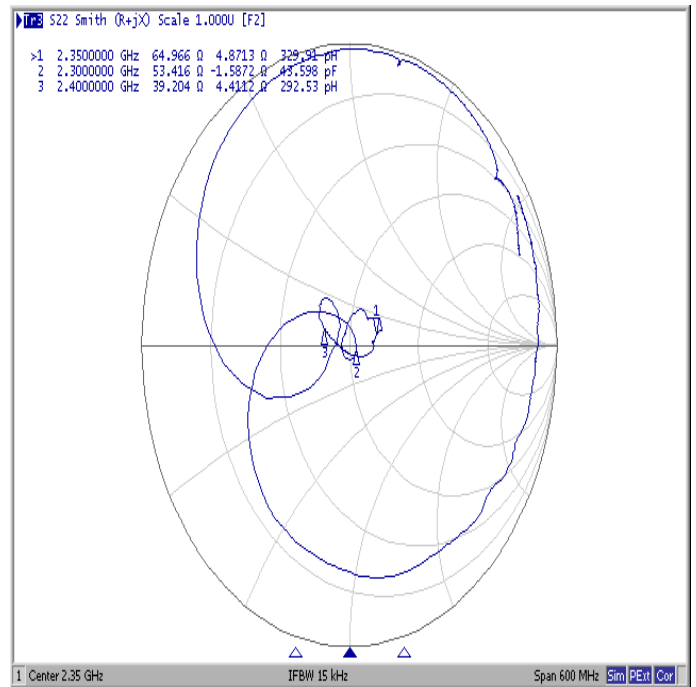 Tr3 S22 Smith (R+jX) Scale 1.000U [F2]
>1 2.3500000 GHz 64.966 Ω 4.8713 Ω 329.91 pH
2 2.3000000 GHz 53.416 Ω -1.5872 Ω 43.598 pF
3 2.4000000 GHz 39.204 Ω 4.4112 Ω 292.53 pH
1
3
2
1 Center 2.35 GHz IFBW 15 kHz Span 600 MHz Sim PExt Cor